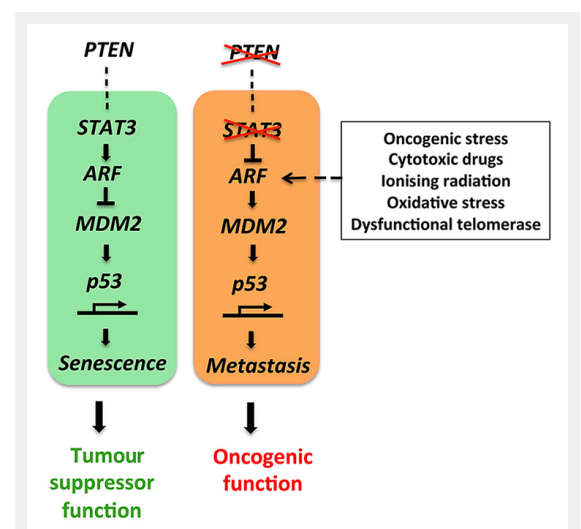 PTEN
STAT3
ARF
MDM2
p53
Senescence
Tumour
suppressor
function
PTEN
STAT3
ARF
MDM2
p53
Metastasis
Oncogenic
function
Oncogenic stress
Cytotoxic drugs
Ionising radiation
Oxidative stress
Dysfunctional telomerase